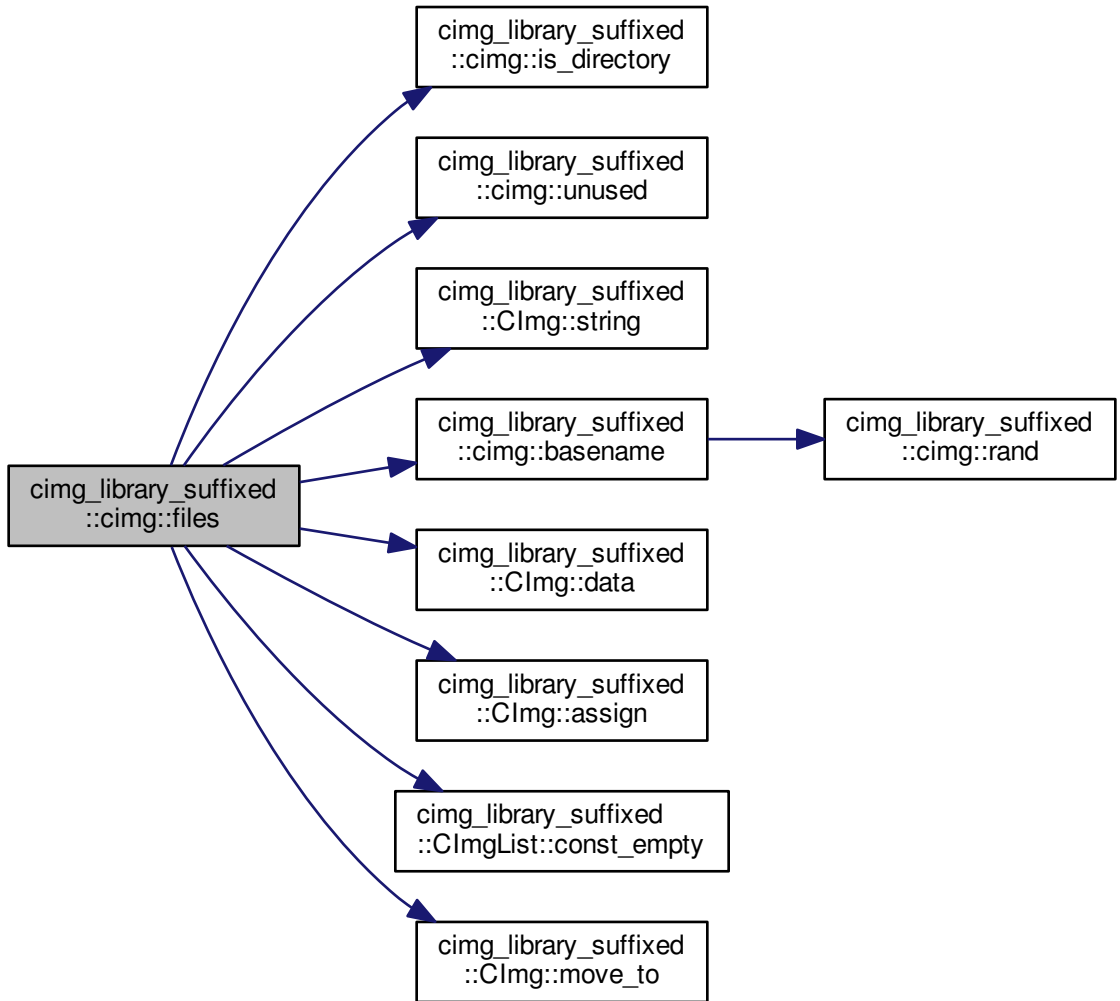 cimg_library_suffixed
::cimg::is_directory
cimg_library_suffixed
::cimg::unused
cimg_library_suffixed
::CImg::string
cimg_library_suffixed
::cimg::basename
cimg_library_suffixed
::cimg::rand
cimg_library_suffixed
::cimg::files
cimg_library_suffixed
::CImg::data
cimg_library_suffixed
::CImg::assign
cimg_library_suffixed
::CImgList::const_empty
cimg_library_suffixed
::CImg::move_to